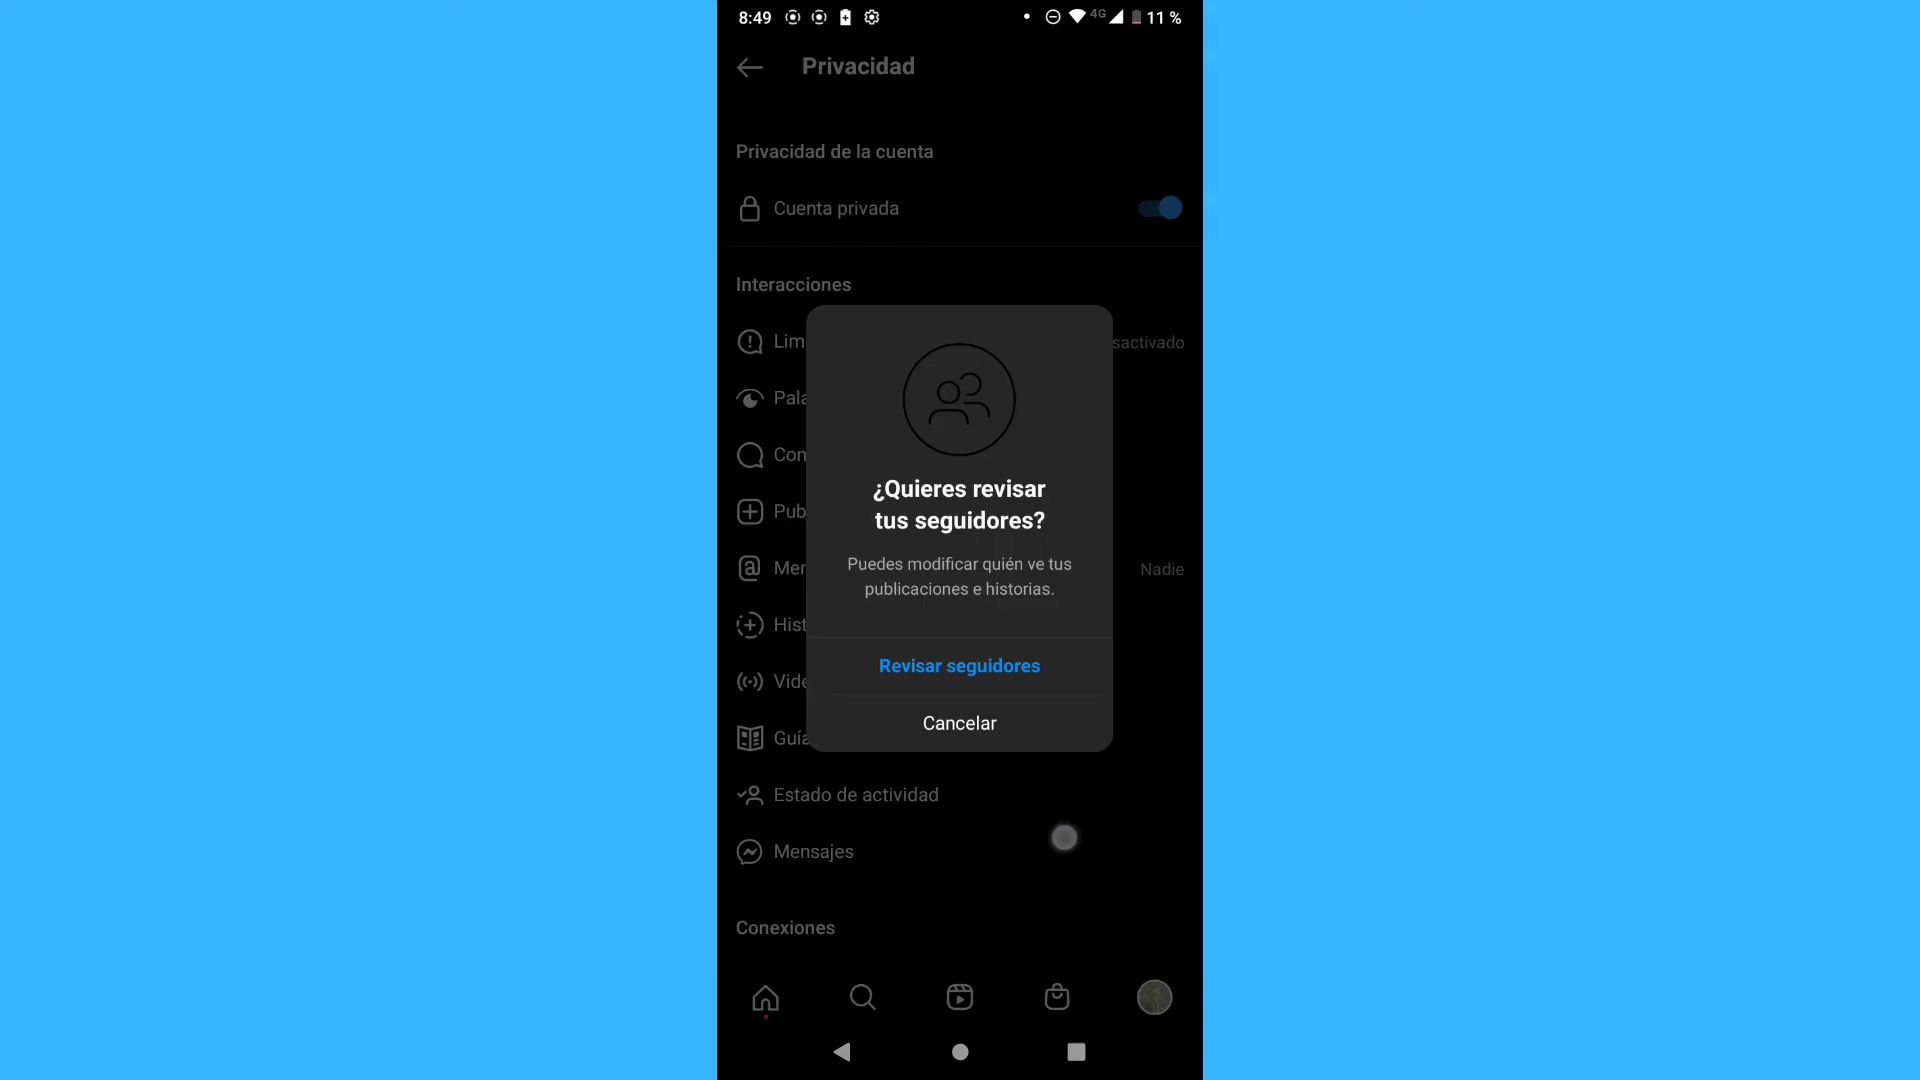 8:49 4G 11 %
Privacidad
Privacidad de la cuenta
Cuenta privada
Interacciones
Lim sactivado
Pala
Com
Pub
Men Nadie
Hist
Vide
Guía
¿Quieres revisar
tus seguidores?
Puedes modificar quién ve tus
publicaciones e historias.
Revisar seguidores
Cancelar
Estado de actividad
Mensajes
Conexiones